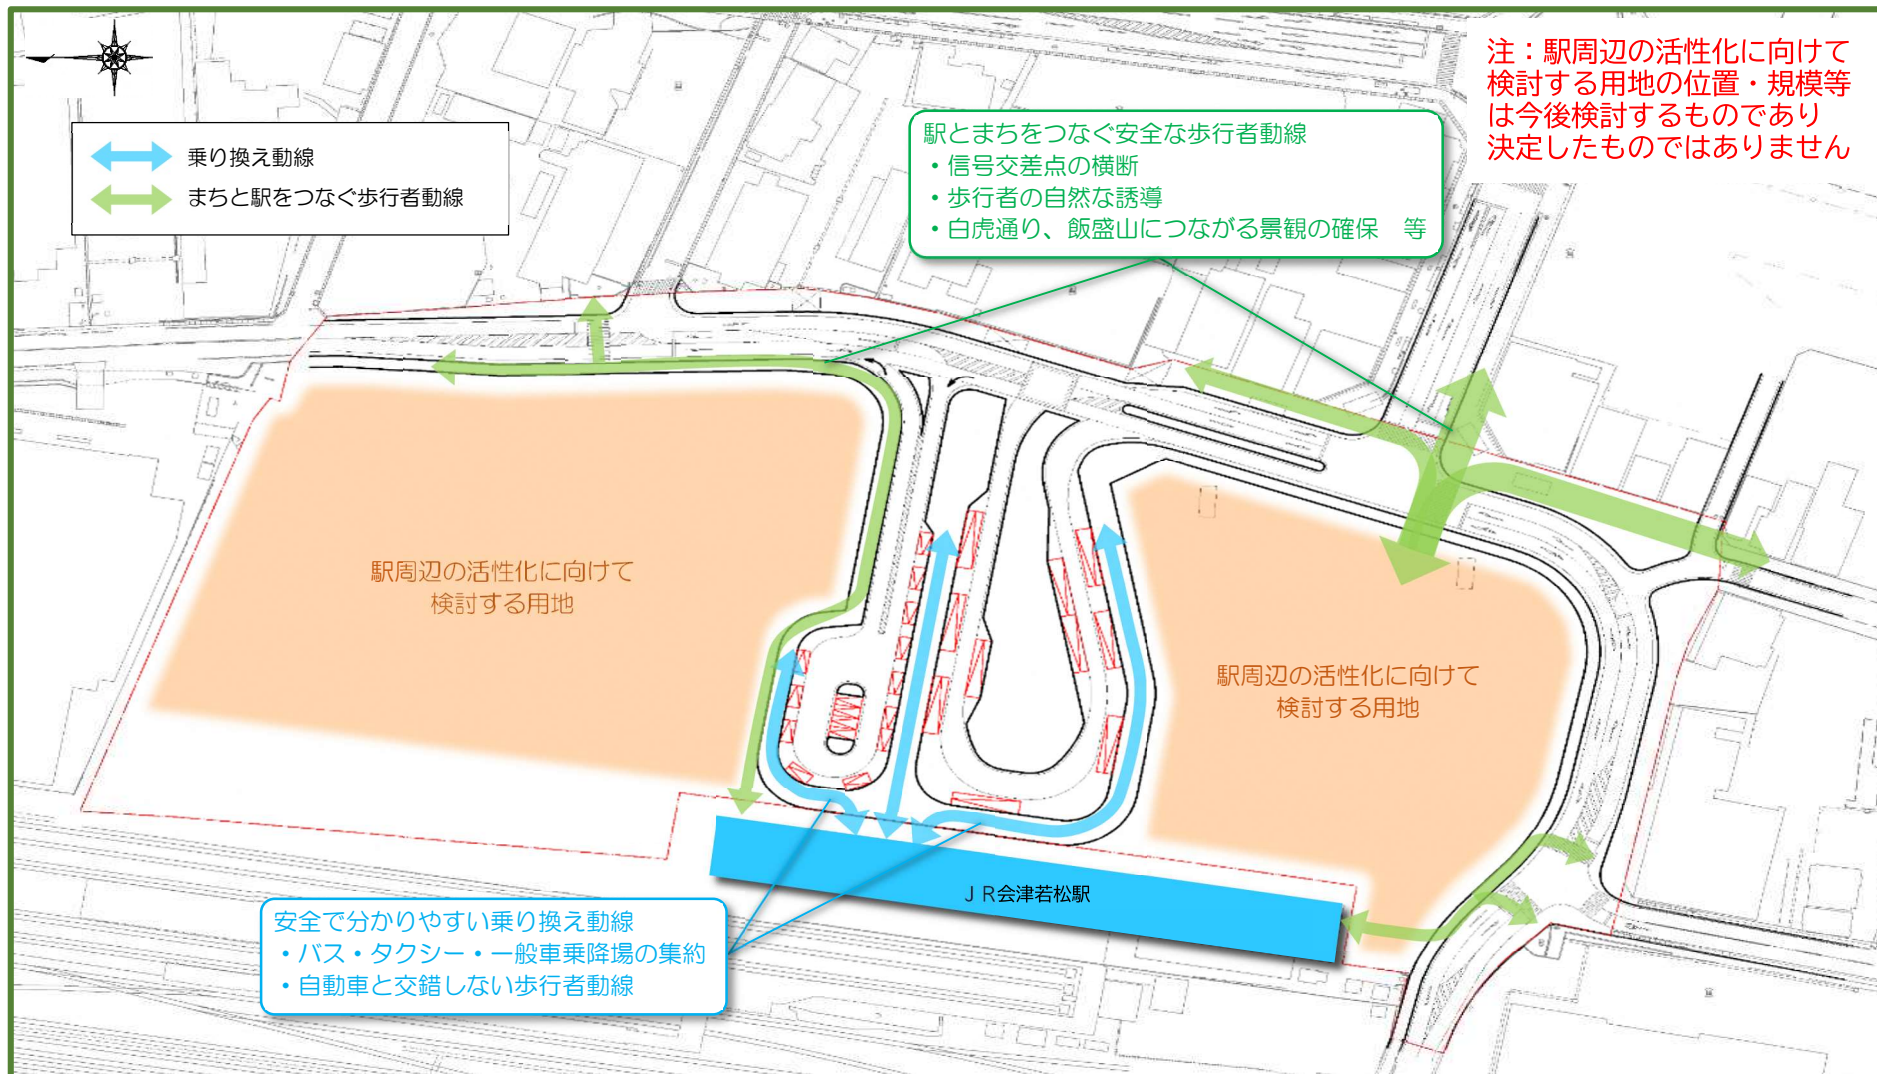 注：駅周辺の活性化に向けて
検討する用地の位置・規模等
は今後検討するものであり
決定したものではありません
乗り換え動線
まちと駅をつなぐ歩行者動線
駅とまちをつなぐ安全な歩行者動線
・信号交差点の横断
・歩行者の自然な誘導
・白虎通り、飯盛山につながる景観の確保　等
駅周辺の活性化に向けて
検討する用地
駅周辺の活性化に向けて
検討する用地
ＪＲ会津若松駅
安全で分かりやすい乗り換え動線
・バス・タクシー・一般車乗降場の集約
・自動車と交錯しない歩行者動線